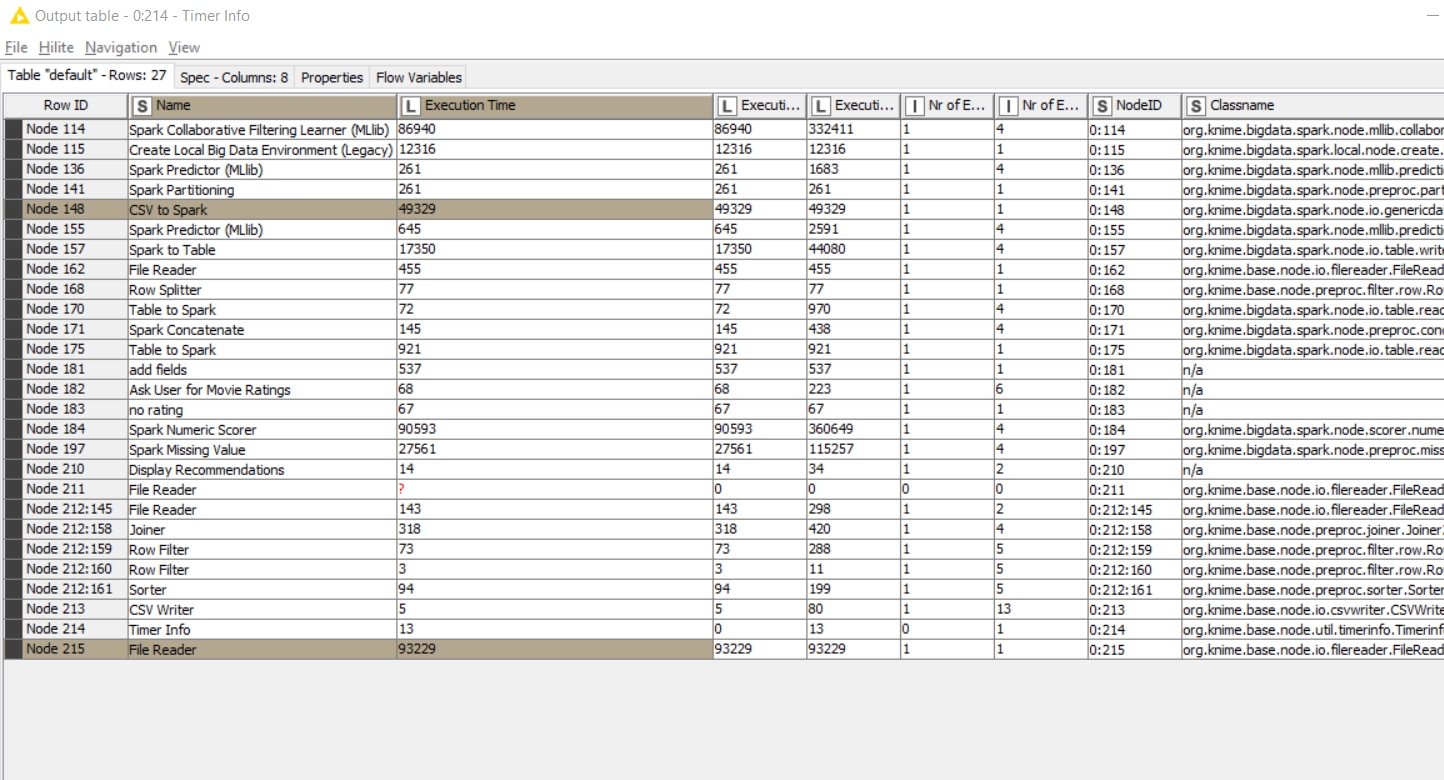 Output table - 0:214 - Timer Info
File Hilite Navigation View
Table "default" - Rows: 27 Spec - Columns: 8 Properties Flow Variables
Row ID S Name L Execution Time L Executi... L Executi... I Nr of E... I Nr of E... S NodeID S Classname
Node 114 Spark Collaborative Filtering Learner (MLlib) 86940 86940 332411 1 4 0:114 org.knime.bigdata.spark.node.mllib.collabor
Node 115 Create Local Big Data Environment (Legacy) 12316 12316 12316 1 1 0:115 org.knime.bigdata.spark.local.node.create.
Node 136 Spark Predictor (MLlib) 261 261 1683 1 4 0:136 org.knime.bigdata.spark.node.mllib.predicti
Node 141 Spark Partitioning 261 261 261 1 1 0:141 org.knime.bigdata.spark.node.preproc.part
Node 148 CSV to Spark 49329 49329 49329 1 1 0:148 org.knime.bigdata.spark.node.io.genericda
Node 155 Spark Predictor (MLlib) 645 645 2591 1 4 0:155 org.knime.bigdata.spark.node.mllib.predicti
Node 157 Spark to Table 17350 17350 44080 1 4 0:157 org.knime.bigdata.spark.node.io.table.write
Node 162 File Reader 455 455 455 1 1 0:162 org.knime.base.node.io.filereader.FileRead
Node 168 Row Splitter 77 77 77 1 1 0:168 org.knime.base.node.preproc.filter.row.Ro
Node 170 Table to Spark 72 72 970 1 4 0:170 org.knime.bigdata.spark.node.io.table.read
Node 171 Spark Concatenate 145 145 438 1 4 0:171 org.knime.bigdata.spark.node.preproc.conc
Node 175 Table to Spark 921 921 921 1 1 0:175 org.knime.bigdata.spark.node.io.table.read
Node 181 add fields 537 537 537 1 1 0:181 n/a
Node 182 Ask User for Movie Ratings 68 68 223 1 6 0:182 n/a
Node 183 no rating 67 67 67 1 1 0:183 n/a
Node 184 Spark Numeric Scorer 90593 90593 360649 1 4 0:184 org.knime.bigdata.spark.node.scorer.nume
Node 197 Spark Missing Value 27561 27561 115257 1 4 0:197 org.knime.bigdata.spark.node.preproc.miss
Node 210 Display Recommendations 14 14 34 1 2 0:210 n/a
Node 211 File Reader ? 0 0 0 0 0:211 org.knime.base.node.io.filereader.FileRead
Node 212:145 File Reader 143 143 298 1 2 0:212:145 org.knime.base.node.io.filereader.FileRead
Node 212:158 Joiner 318 318 420 1 4 0:212:158 org.knime.base.node.preproc.joiner.Joiner
Node 212:159 Row Filter 73 73 288 1 5 0:212:159 org.knime.base.node.preproc.filter.row.Ro
Node 212:160 Row Filter 3 3 11 1 5 0:212:160 org.knime.base.node.preproc.filter.row.Ro
Node 212:161 Sorter 94 94 199 1 5 0:212:161 org.knime.base.node.preproc.sorter.Sorter
Node 213 CSV Writer 5 5 80 1 13 0:213 org.knime.base.node.io.csvwriter.CSVWrite
Node 214 Timer Info 13 0 13 0 1 0:214 org.knime.base.node.util.timerinfo.Timerinf
Node 215 File Reader 93229 93229 93229 1 1 0:215 org.knime.base.node.io.filereader.FileRead